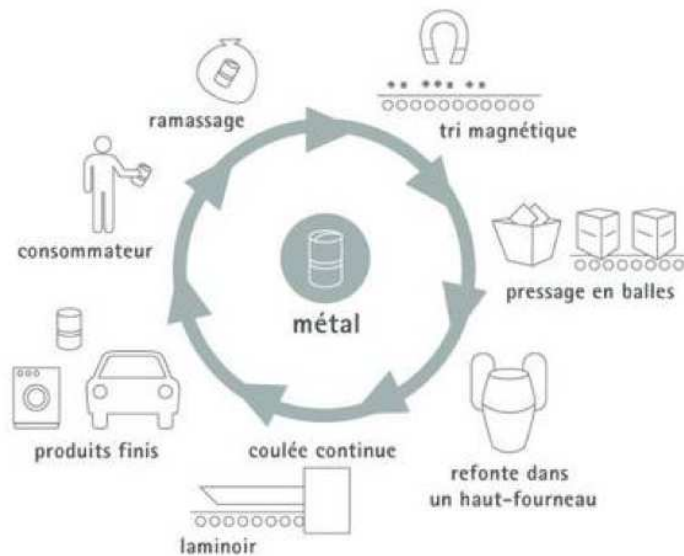 ramassage
tri magnétique
consommateur
pressage en balles
métal
produits finis
coulée continue
refonte dans
un haut-fourneau
laminoir